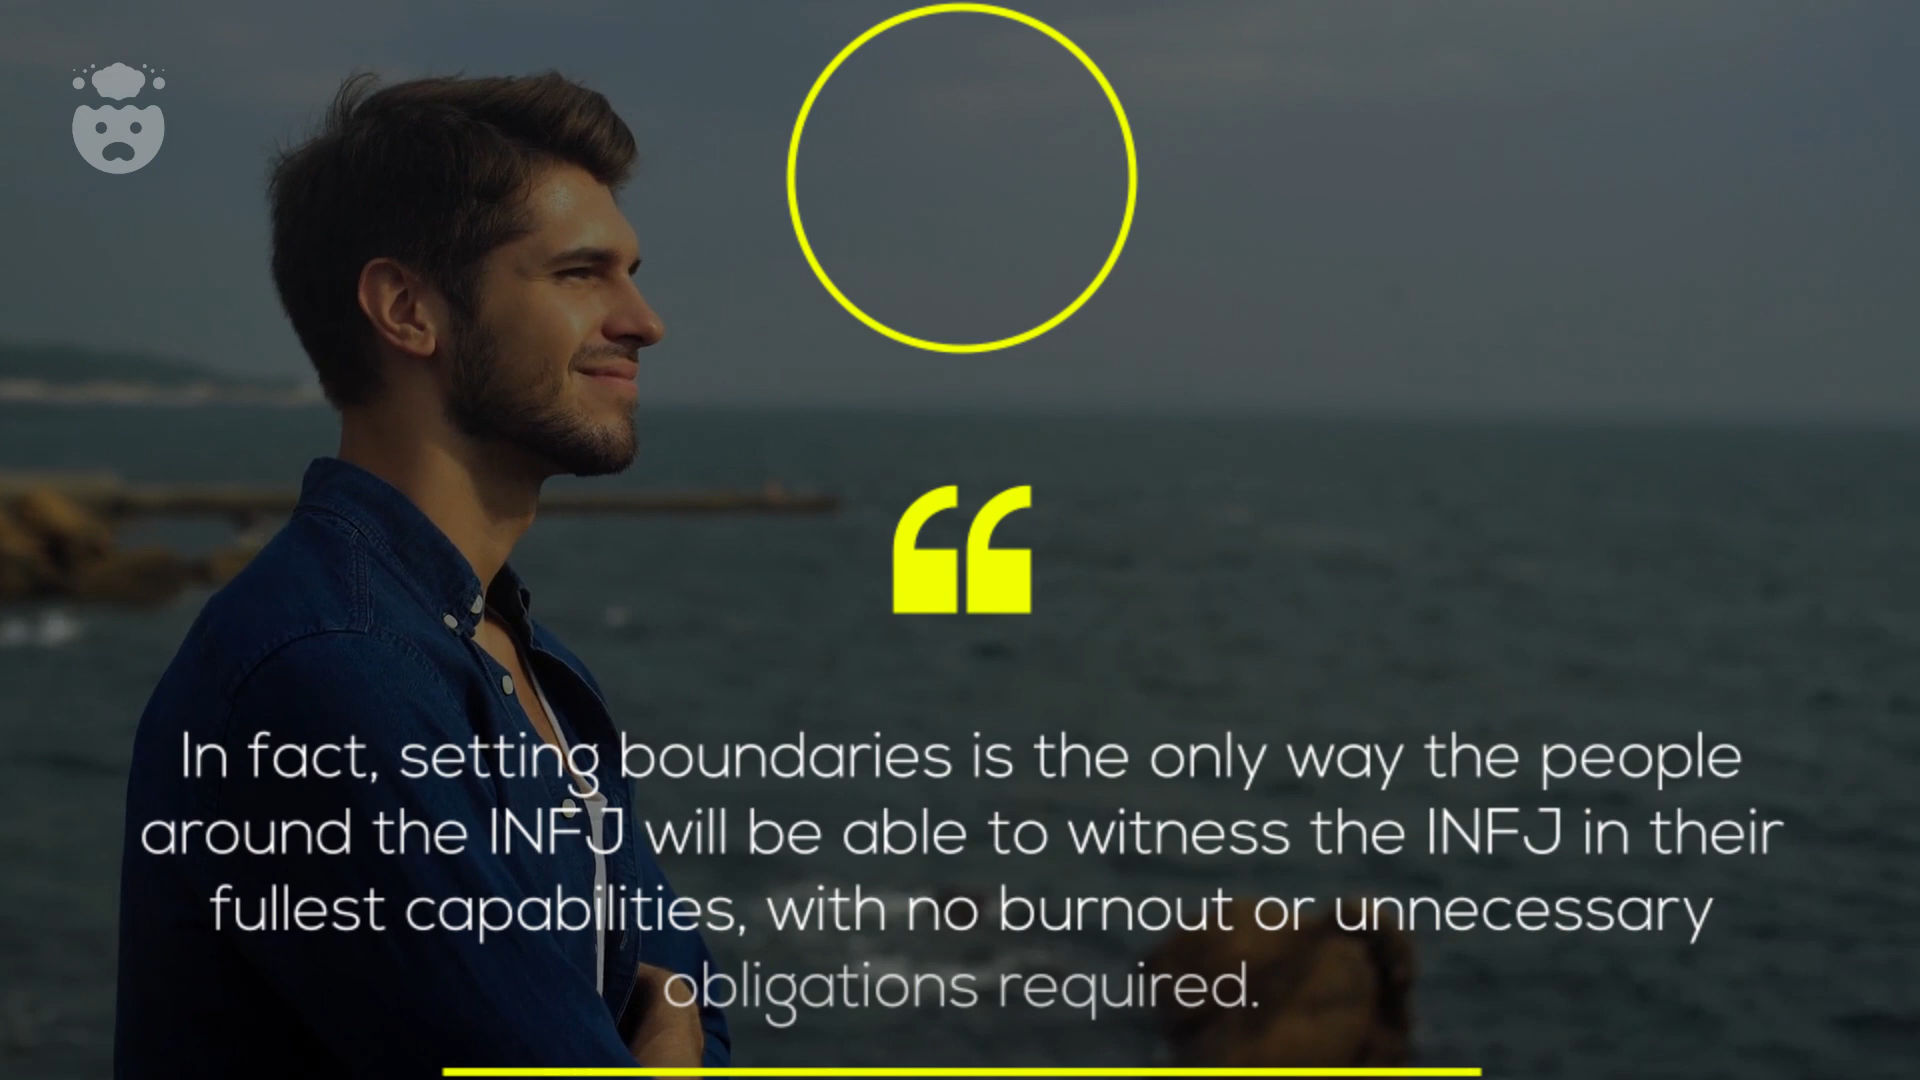 In fact, setting boundaries is the only way the people
around the INFJ will be able to witness the INFJ in their
fullest capabilities, with no burnout or unnecessary
obligations required.